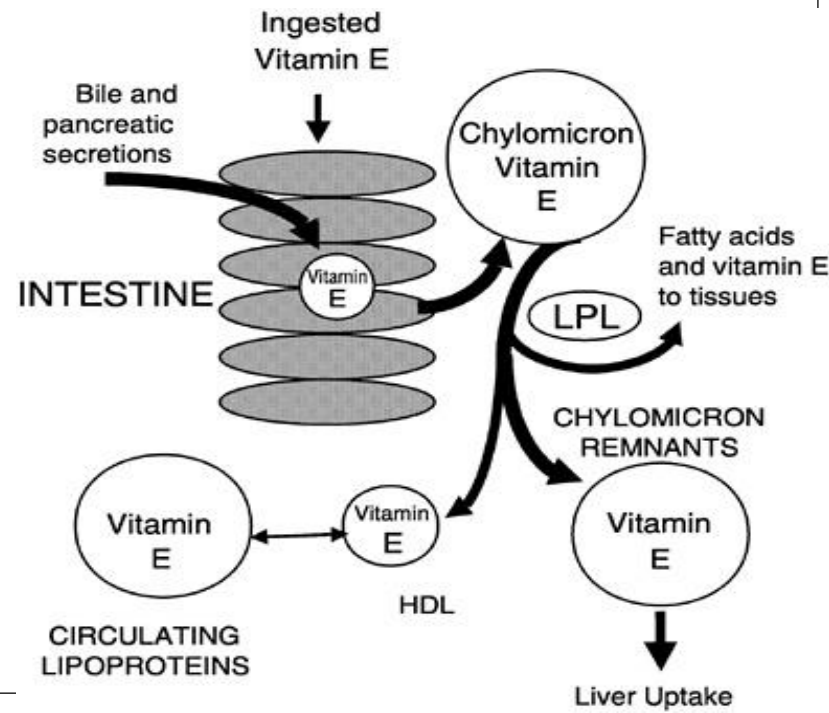 Ingested
Vitamin E
Bile and
pancreatic
secretions
Chylomicron
Vitamin
E
Fatty acids
and vitamin E
to tissues
Vitamin
E
INTESTINE
LPL
CHYLOMICRON
REMNANTS
Vitamin
E
Vitamin
E
Vitamin
E
HDL
CIRCULATING
LIPOPROTEINS
Liver Uptake